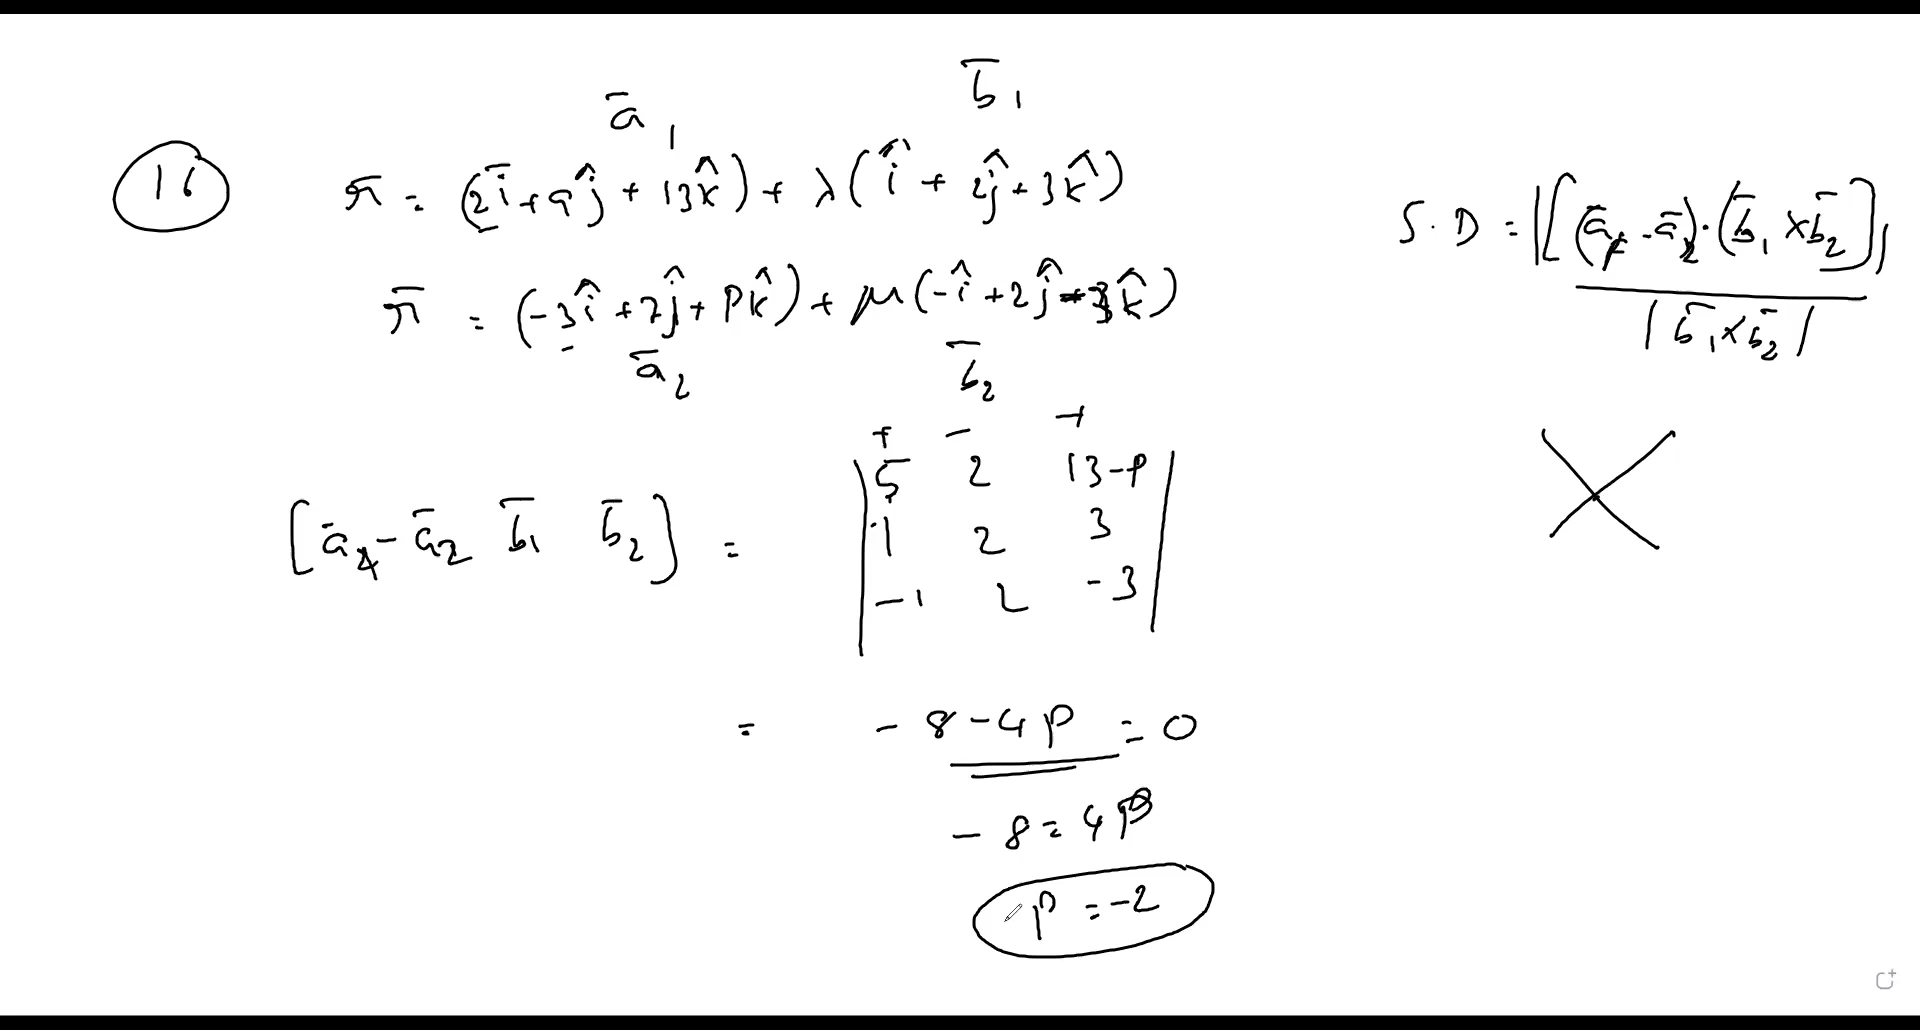 16
ā₁ b̄₁
r̄ = (2ī + 9ĵ + 13k̂) + λ(î + 2ĵ + 3k̂)
S.D = |[(ā₁ - ā₂)·(b̄₁ × b̄₂)]|
|b̄₁ × b̄₂|
r̄ = (-3î + 7ĵ + pk̂) + μ(-î + 2ĵ - 3k̂)
ā₂ b̄₂
+ - +
[ā₁ - ā₂ b̄₁ b̄₂] =
5 2 13-p
1 2 3
-1 2 -3
= -8-4p = 0
-8 = 4p
p = -2